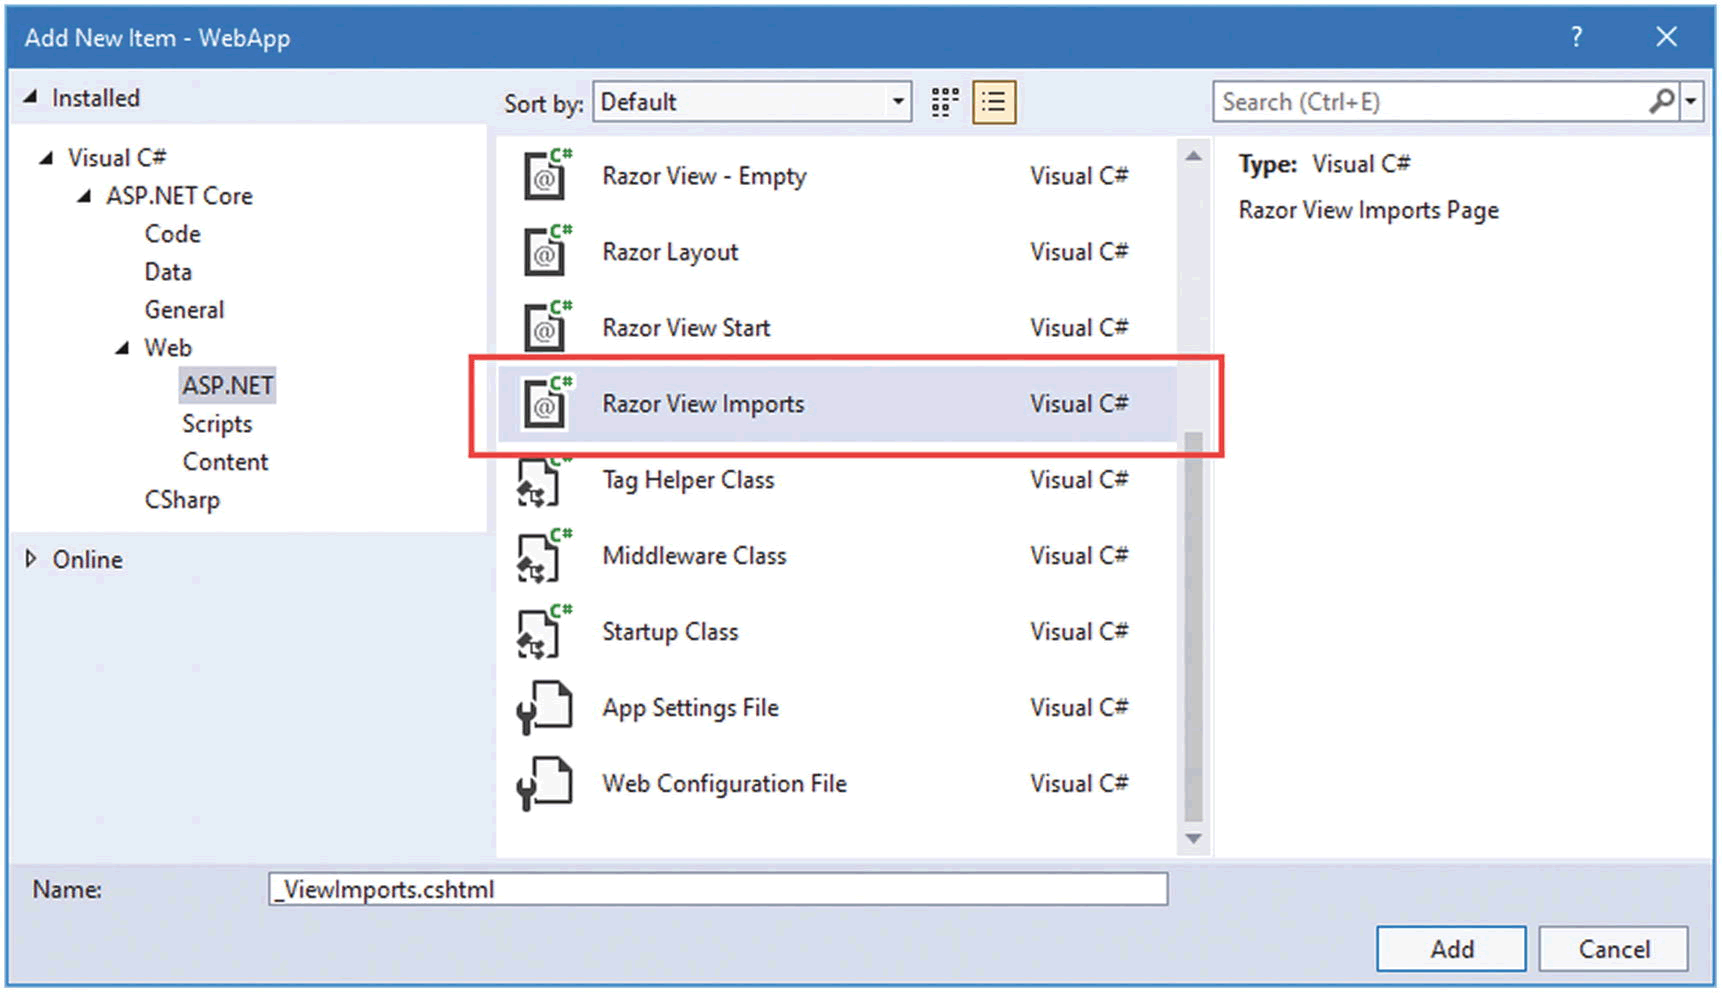 Add New Item - WebApp ?
Installed
Sort by: Default
Search (Ctrl+E)
Visual C#
ASP.NET Core
Code
Data
General
Web
ASP.NET
Scripts
Content
CSharp
Online
C#
@ Razor View - Empty Visual C#
C#
@ Razor Layout Visual C#
C#
@ Razor View Start Visual C#
C#
@ Razor View Imports Visual C#
C#
Tag Helper Class Visual C#
C#
Middleware Class Visual C#
C#
Startup Class Visual C#
App Settings File Visual C#
Web Configuration File Visual C#
Type: Visual C#
Razor View Imports Page
Name: _ViewImports.cshtml
Add Cancel